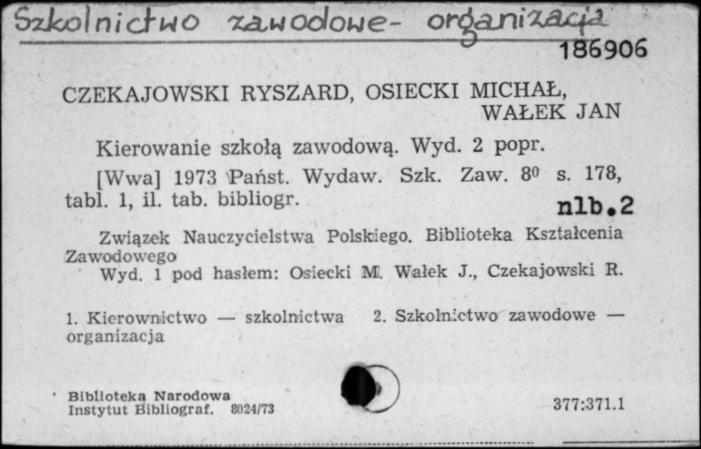 Szkolnictwo zawodowe- organizacja
186906
CZEKAJOWSKI RYSZARD, OSIECKI MICHAŁ,
WAŁEK JAN
Kierowanie szkołą zawodową. Wyd. 2 popr.
[Wwa] 1973 Państ. Wydaw. Szk. Zaw. 8⁰ s. 178,
tabl. 1, il. tab. bibliogr.
nlb.2
Związek Nauczycielstwa Polskiego. Biblioteka Kształcenia
Zawodowego
Wyd. 1 pod hasłem: Osiecki M. Wałek J., Czekajowski R.
1. Kierownictwo — szkolnictwa 2. Szkolnictwo zawodowe —
organizacja
Biblioteka Narodowa
Instytut Bibliograf. 8024/73
377:371.1